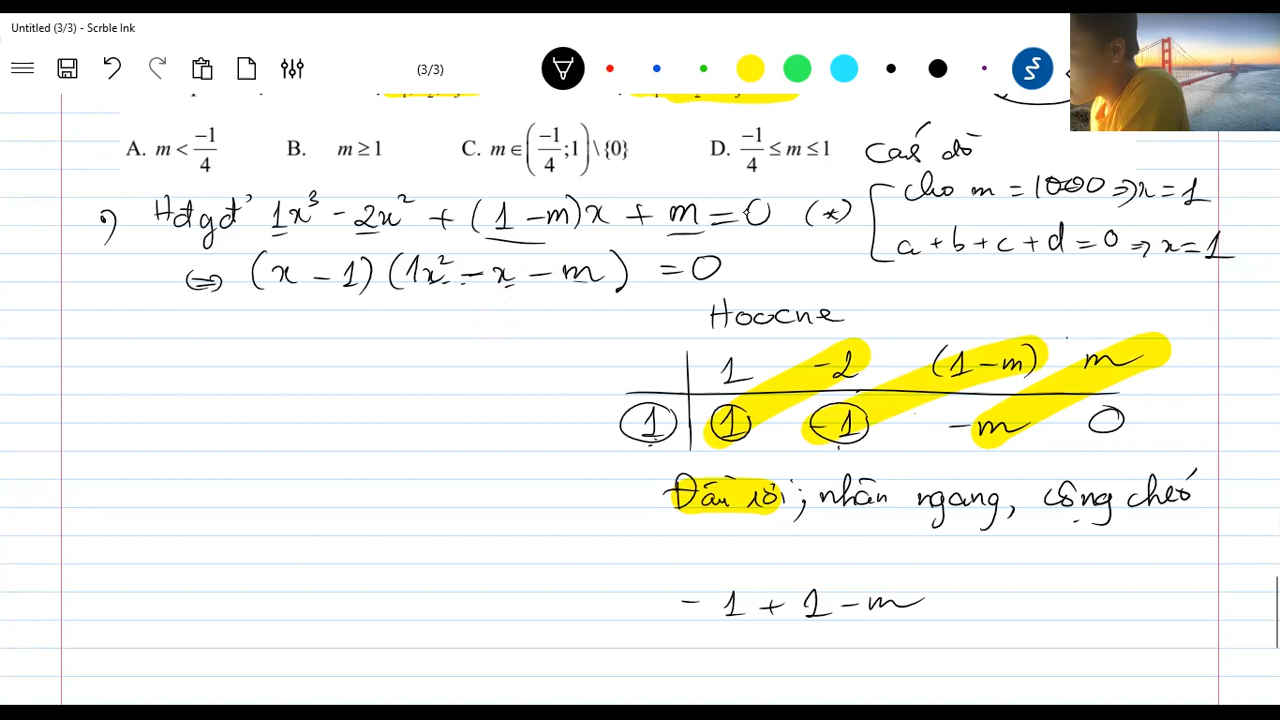 Untitled (3/3) - Scrble Ink
(3/3)
A. m < -1/4 B. m ≥ 1 C. m ∈ (-1/4; 1) \ {0} D. -1/4 ≤ m ≤ 1
Hđgđ' 1x³ - 2x² + (1 - m)x + m = 0 (*)
cho m = 1000 ⇒ x = 1
a + b + c + d = 0 ⇒ x = 1
⇔ (x - 1)(1x² - x - m) = 0
Hoocne
1 -2 (1 - m) m
1 1 -1 -m 0
Đầu rơi; nhân ngang, cộng chéo
- 1 + 1 - m